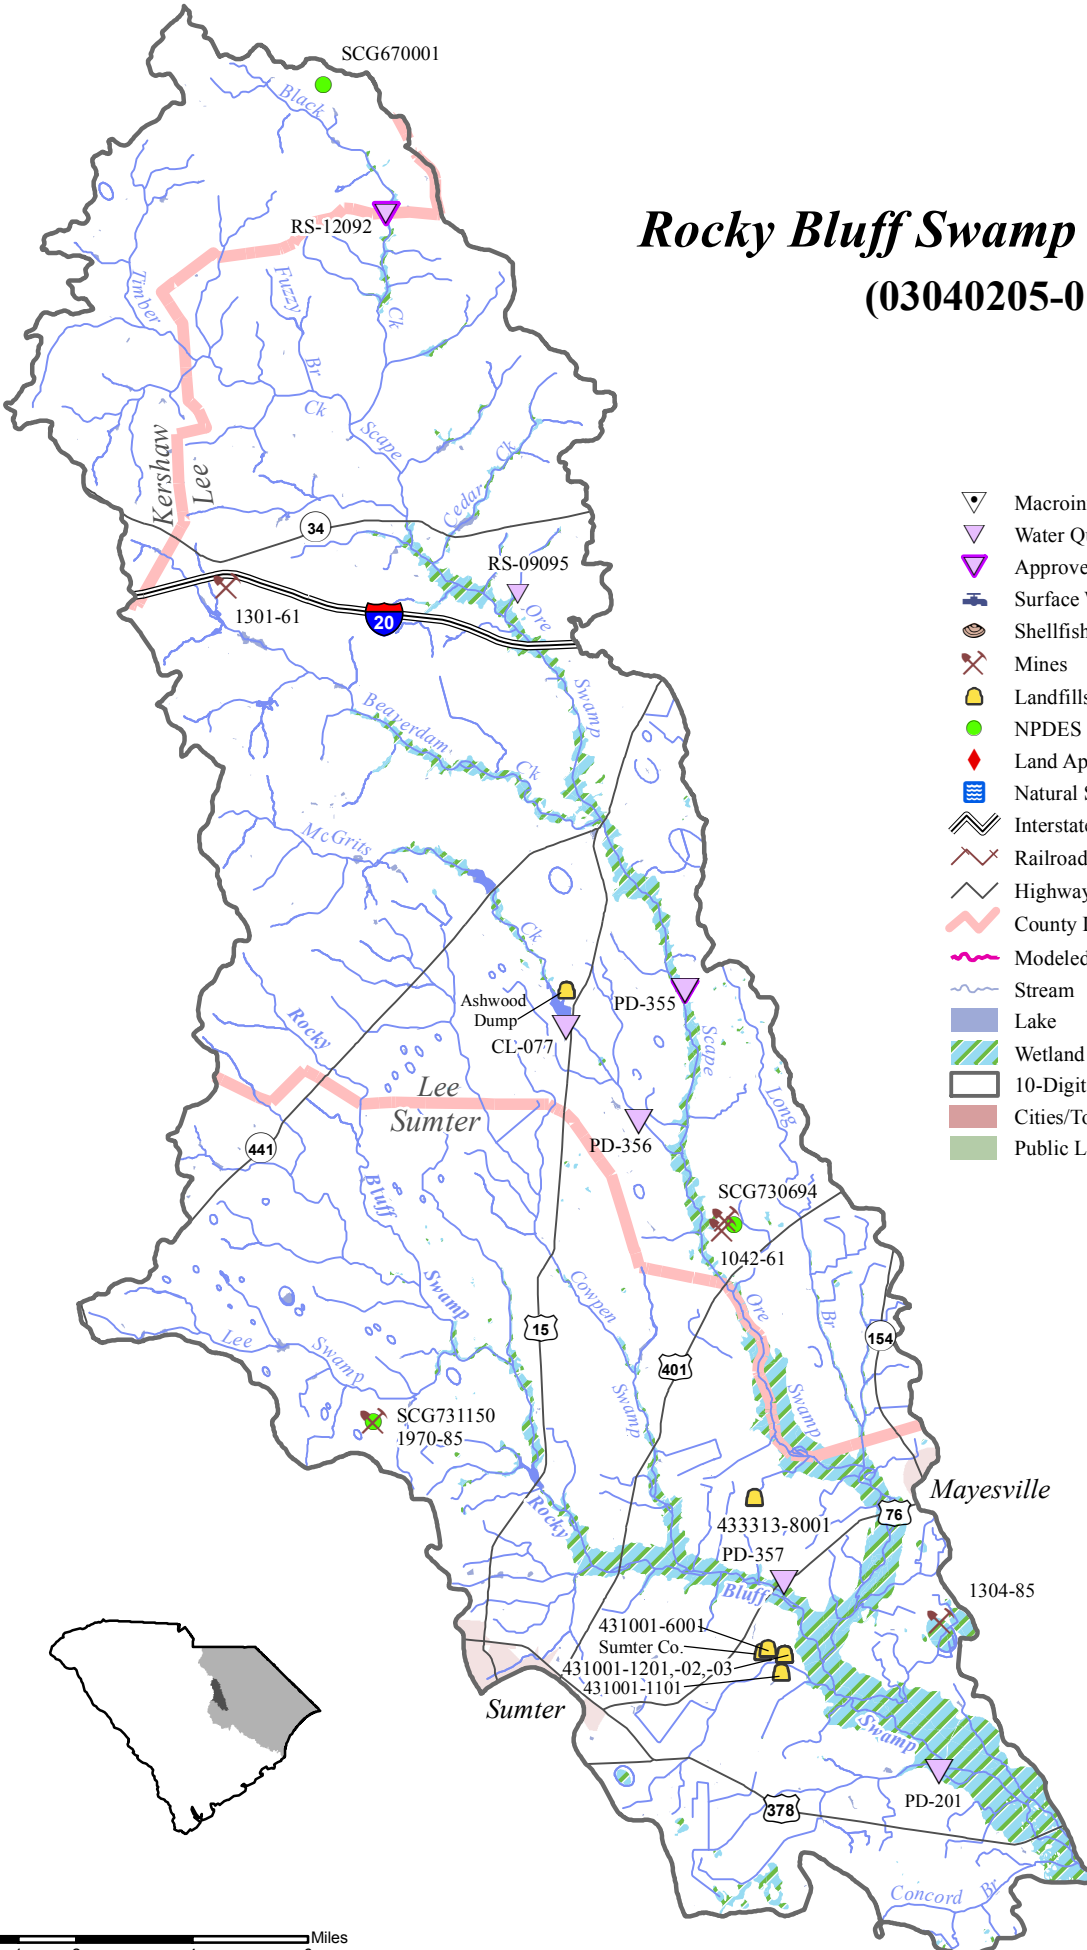 SCG670001
Black
RS-12092
Rocky Bluff Swamp
(03040205-0
Timber
Fuzzy
Br
Ck
Ck
Scape
Cedar
Ck
Kershaw
Lee
34
RS-09095
Ore
1301-61
20
Swamp
Beaverdam
Ck
McGrits
Ck
Ashwood
Dump
CL-077
PD-355
Scape
Rocky
Lee
Sumter
Long
441
PD-356
Bluff
SCG730694
1042-61
Swamp
Cowpen
Ore
Br
Lee
Swamp
15
401
154
Swamp
Swamp
SCG731150
1970-85
Mayesville
Rocky
433313-8001
76
PD-357
Bluff
1304-85
431001-6001
Sumter Co.
431001-1201,-02,-03
431001-1101
Sumter
Swamp
PD-201
378
Concord
Br
Macroin
Water Q
Approve
Surface
Shellfish
Mines
Landfills
NPDES
Land Ap
Natural S
Interstate
Railroad
Highway
County
Modeled
Stream
Lake
Wetland
10-Digit
Cities/To
Public L
Miles